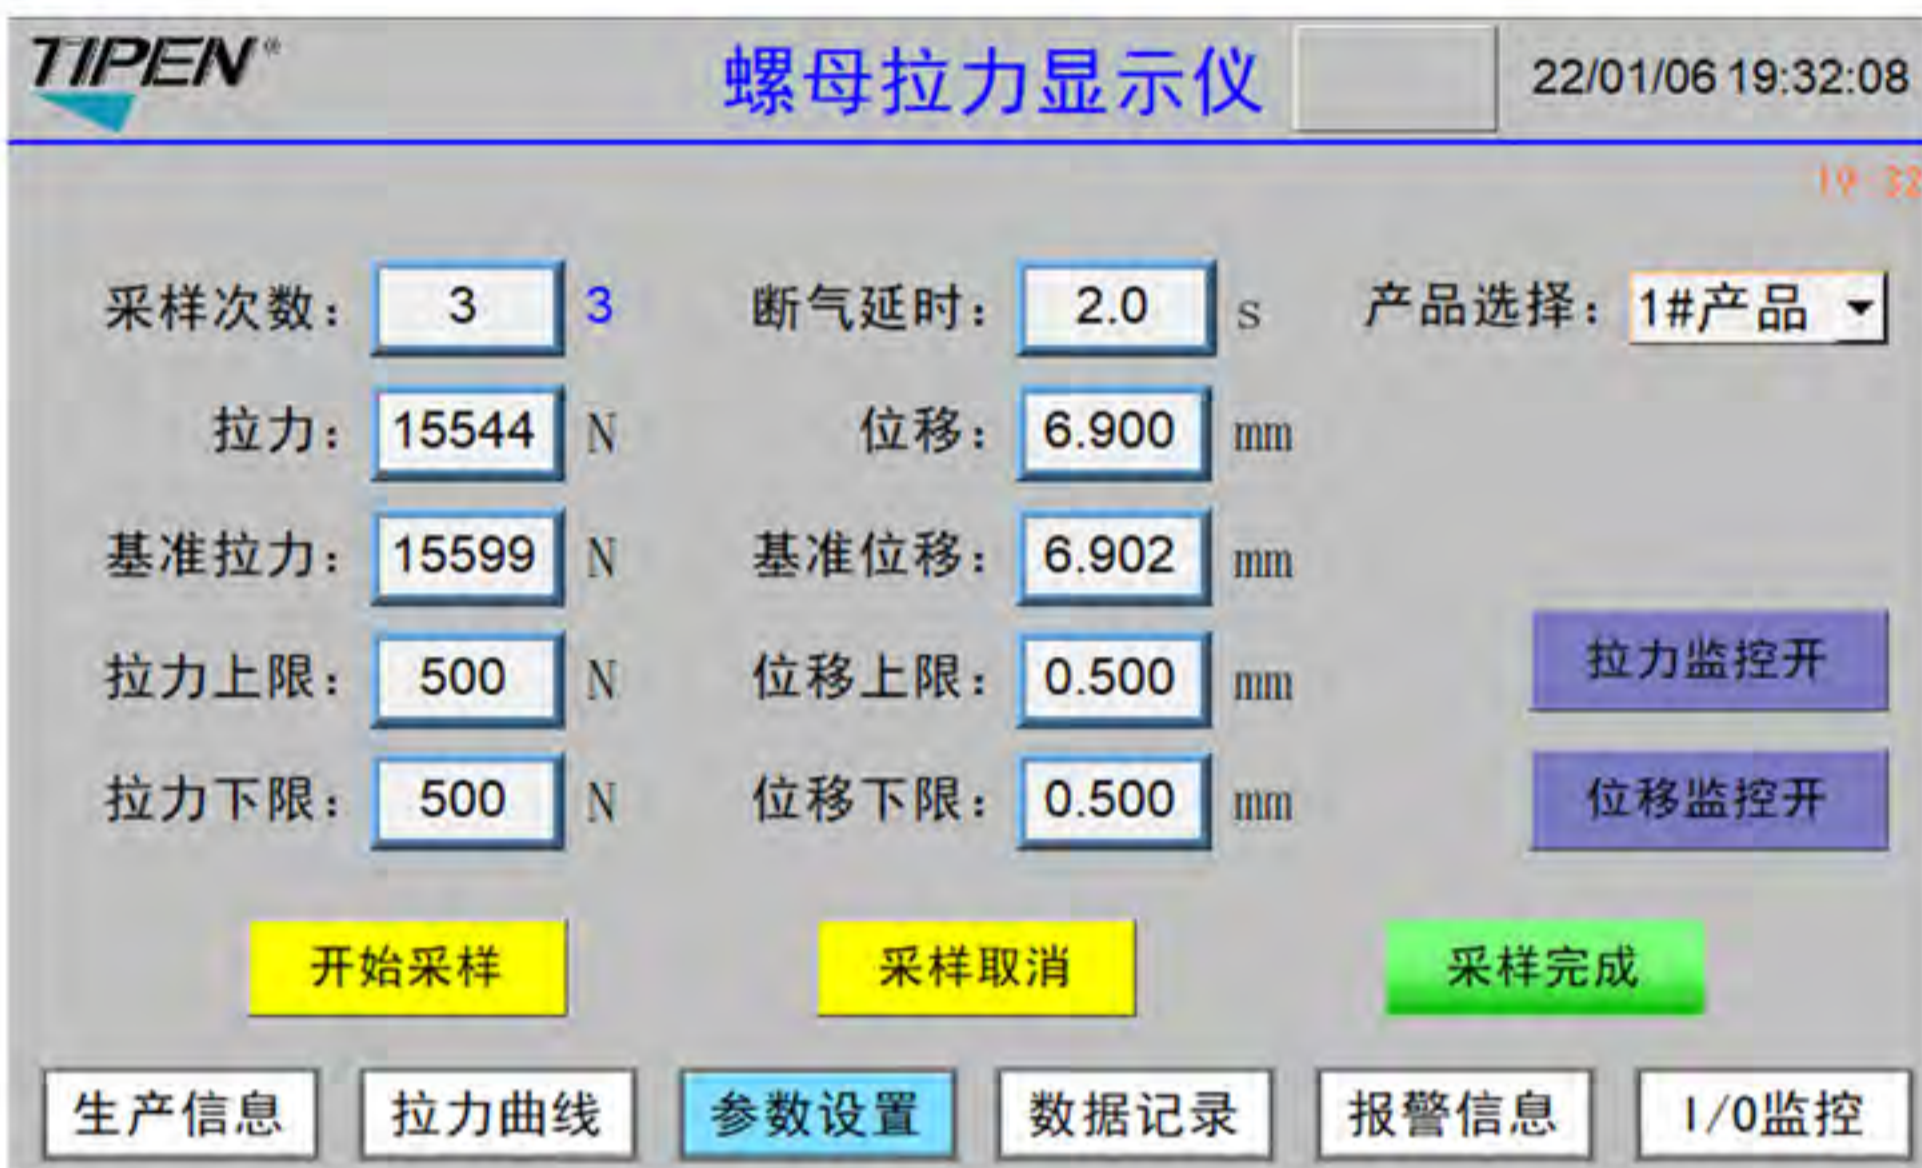 TIPEN®
螺母拉力显示仪
22/01/06 19:32:08
19:32
采样次数： 3 3 断气延时： 2.0 s 产品选择： 1#产品
拉力： 15544 N 位移： 6.900 mm
基准拉力： 15599 N 基准位移： 6.902 mm
拉力上限： 500 N 位移上限： 0.500 mm
拉力监控开
拉力下限： 500 N 位移下限： 0.500 mm
位移监控开
开始采样 采样取消 采样完成
生产信息 拉力曲线 参数设置 数据记录 报警信息 I/O监控